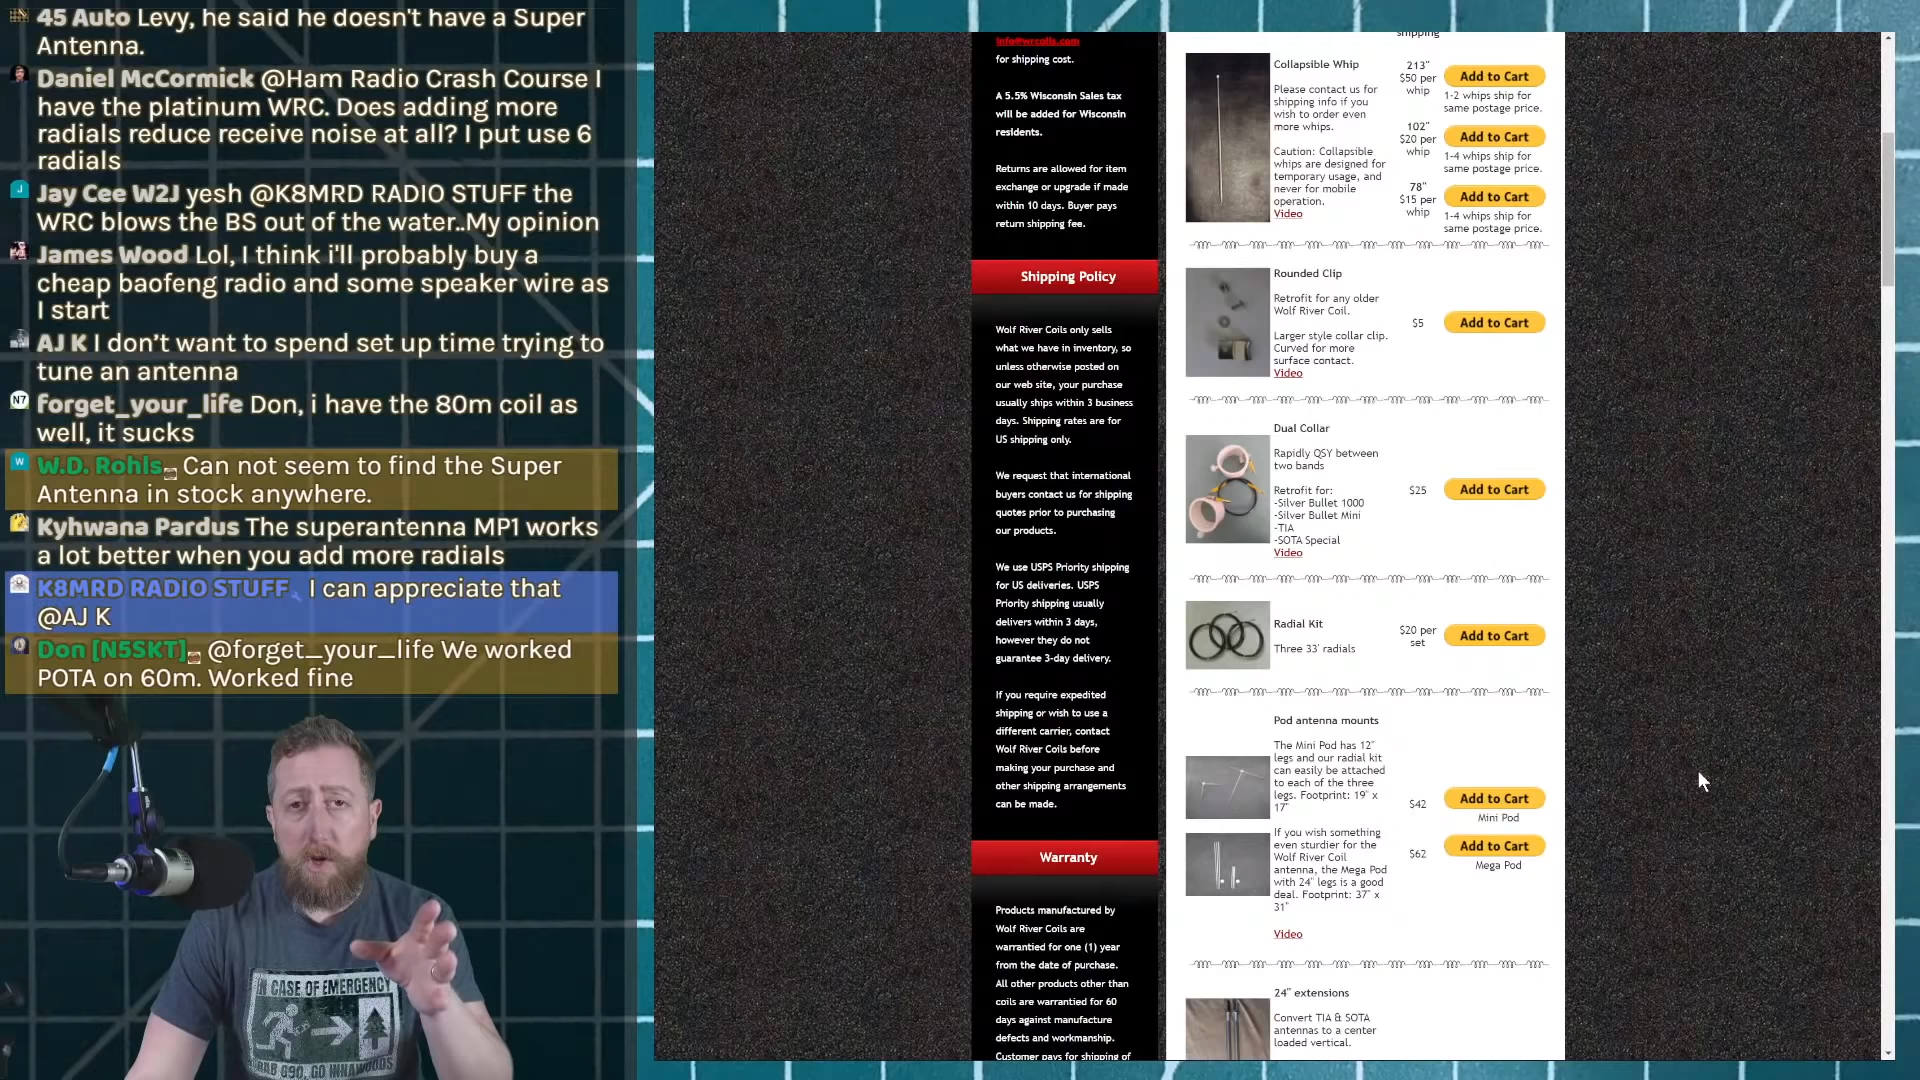 45 Auto Levy, he said he doesn't have a Super
Antenna.
Daniel McCormick @Ham Radio Crash Course I
have the platinum WRC. Does adding more
radials reduce receive noise at all? I put use 6
radials
J
Jay Cee W2J yesh @K8MRD RADIO STUFF the
WRC blows the BS out of the water..My opinion
James Wood Lol, I think i'll probably buy a
cheap baofeng radio and some speaker wire as
I start
AJ K I don't want to spend set up time trying to
tune an antenna
N7
forget_your_life Don, i have the 80m coil as
well, it sucks
W
W.D. Rohls Can not seem to find the Super
Antenna in stock anywhere.
Kyhwana Pardus The superantenna MP1 works
a lot better when you add more radials
K8MRD RADIO STUFF I can appreciate that
@AJ K
Don [N5SKT] @forget_your_life We worked
POTA on 60m. Worked fine
IN CASE OF EMERGENCY
GRAB G90, GO INNAWOODS
info@wrcoils.com
for shipping cost.
A 5.5% Wisconsin Sales tax
will be added for Wisconsin
residents.
Returns are allowed for item
exchange or upgrade if made
within 10 days. Buyer pays
return shipping fee.
Shipping Policy
Wolf River Coils only sells
what we have in inventory, so
unless otherwise posted on
our web site, your purchase
usually ships within 3 business
days. Shipping rates are for
US shipping only.
We request that international
buyers contact us for shipping
quotes prior to purchasing
our products.
We use USPS Priority shipping
for US deliveries. USPS
Priority shipping usually
delivers within 3 days,
however they do not
guarantee 3-day delivery.
If you require expedited
shipping or wish to use a
different carrier, contact
Wolf River Coils before
making your purchase and
other shipping arrangements
can be made.
Warranty
Products manufactured by
Wolf River Coils are
warrantied for one (1) year
from the date of purchase.
All other products other than
coils are warrantied for 60
days against manufacture
defects and workmanship.
Customer pays for shipping of
shipping
Collapsible Whip
Please contact us for
shipping info if you
wish to order even
more whips.
Caution: Collapsible
whips are designed for
temporary usage, and
never for mobile
operation.
Video
213"
$50 per
whip
Add to Cart
1-2 whips ship for
same postage price.
102"
$20 per
whip
Add to Cart
1-4 whips ship for
same postage price.
78"
$15 per
whip
Add to Cart
1-4 whips ship for
same postage price.
Rounded Clip
Retrofit for any older
Wolf River Coil.
Larger style collar clip.
Curved for more
surface contact.
Video
$5
Add to Cart
Dual Collar
Rapidly QSY between
two bands
Retrofit for:
-Silver Bullet 1000
-Silver Bullet Mini
-TIA
-SOTA Special
Video
$25
Add to Cart
Radial Kit
Three 33' radials
$20 per
set
Add to Cart
Pod antenna mounts
The Mini Pod has 12"
legs and our radial kit
can easily be attached
to each of the three
legs. Footprint: 19" x
17"
$42
Add to Cart
Mini Pod
If you wish something
even sturdier for the
Wolf River Coil
antenna, the Mega Pod
with 24" legs is a good
deal. Footprint: 37" x
31"
Video
$62
Add to Cart
Mega Pod
24" extensions
Convert TIA & SOTA
antennas to a center
loaded vertical.